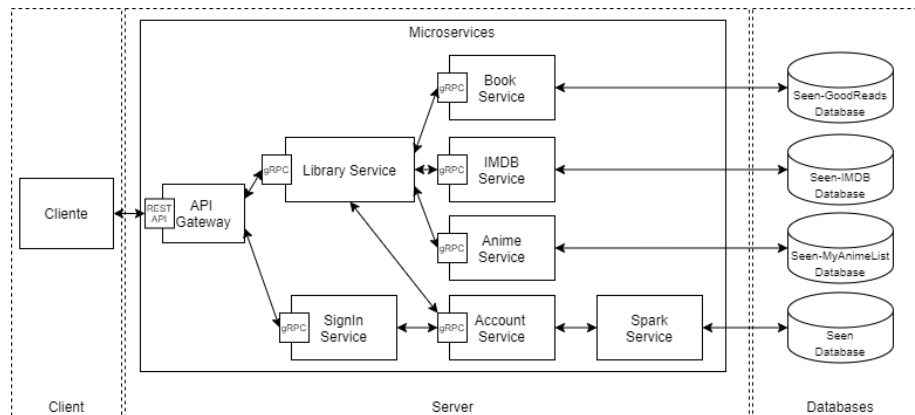 Microservices
Cliente
REST
API
API
Gateway
gRPC
Library Service
gRPC
Book
Service
gRPC
IMDB
Service
gRPC
Anime
Service
gRPC
SignIn
Service
gRPC
Account
Service
Spark
Service
Seen-GoodReads
Database
Seen-IMDB
Database
Seen-MyAnimeList
Database
Seen
Database
Client
Server
Databases